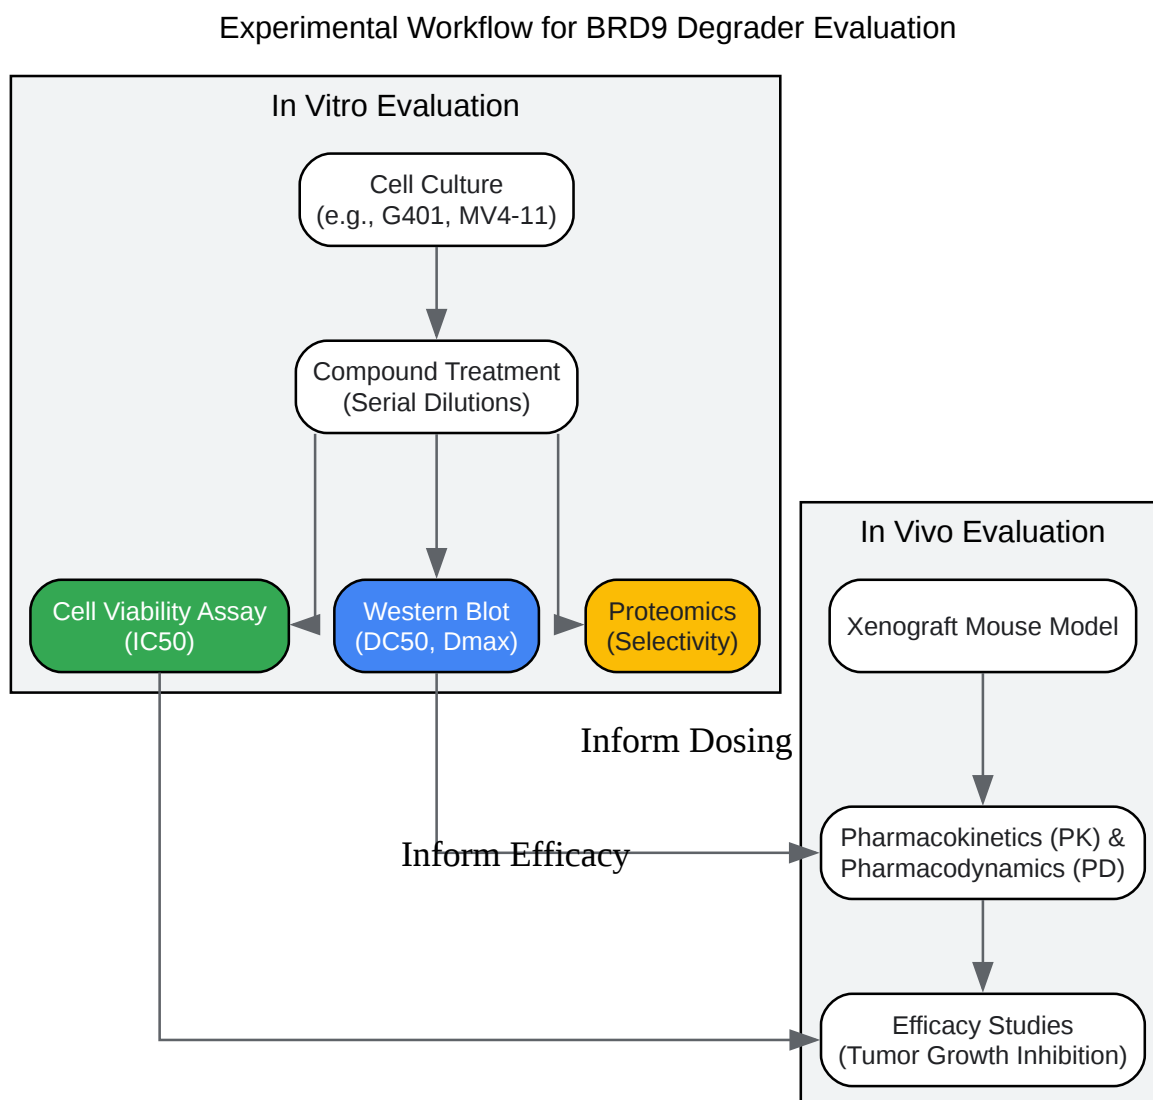 Experimental Workflow for BRD9 Degrader Evaluation
In Vitro Evaluation
Cell Culture
(e.g., G401, MV4-11)
Compound Treatment
(Serial Dilutions)
Cell Viability Assay
(IC50)
Western Blot
(DC50, Dmax)
Proteomics
(Selectivity)
In Vivo Evaluation
Xenograft Mouse Model
Inform Dosing
Inform Efficacy
Pharmacokinetics (PK) &
Pharmacodynamics (PD)
Efficacy Studies
(Tumor Growth Inhibition)